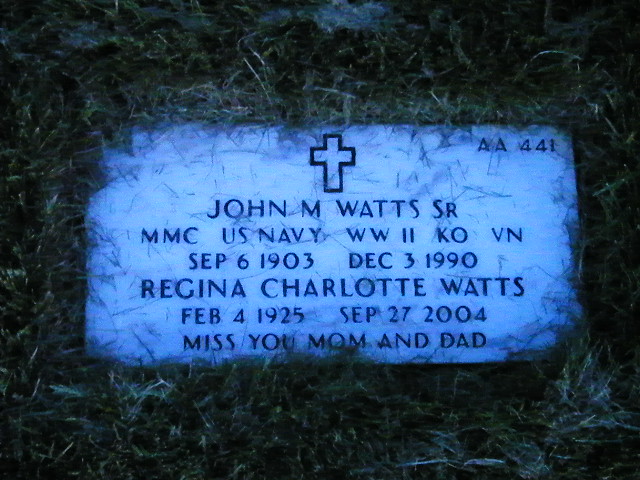 AA 441
JOHN M WATTS SR
MMC US NAVY WW II KO VN
SEP 6 1903 DEC 3 1990
REGINA CHARLOTTE WATTS
FEB 4 1925 SEP 27 2004
MISS YOU MOM AND DAD